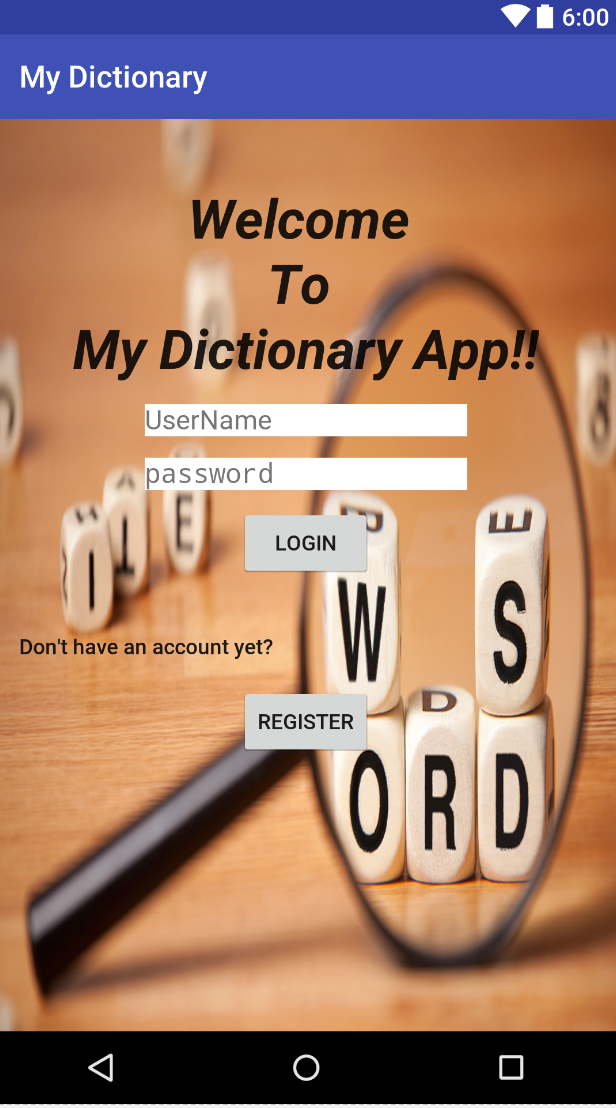 6:00
My Dictionary
Welcome
To
My Dictionary App!!
UserName
password
LOGIN
Don't have an account yet?
REGISTER
I T E
W S
D
O R D